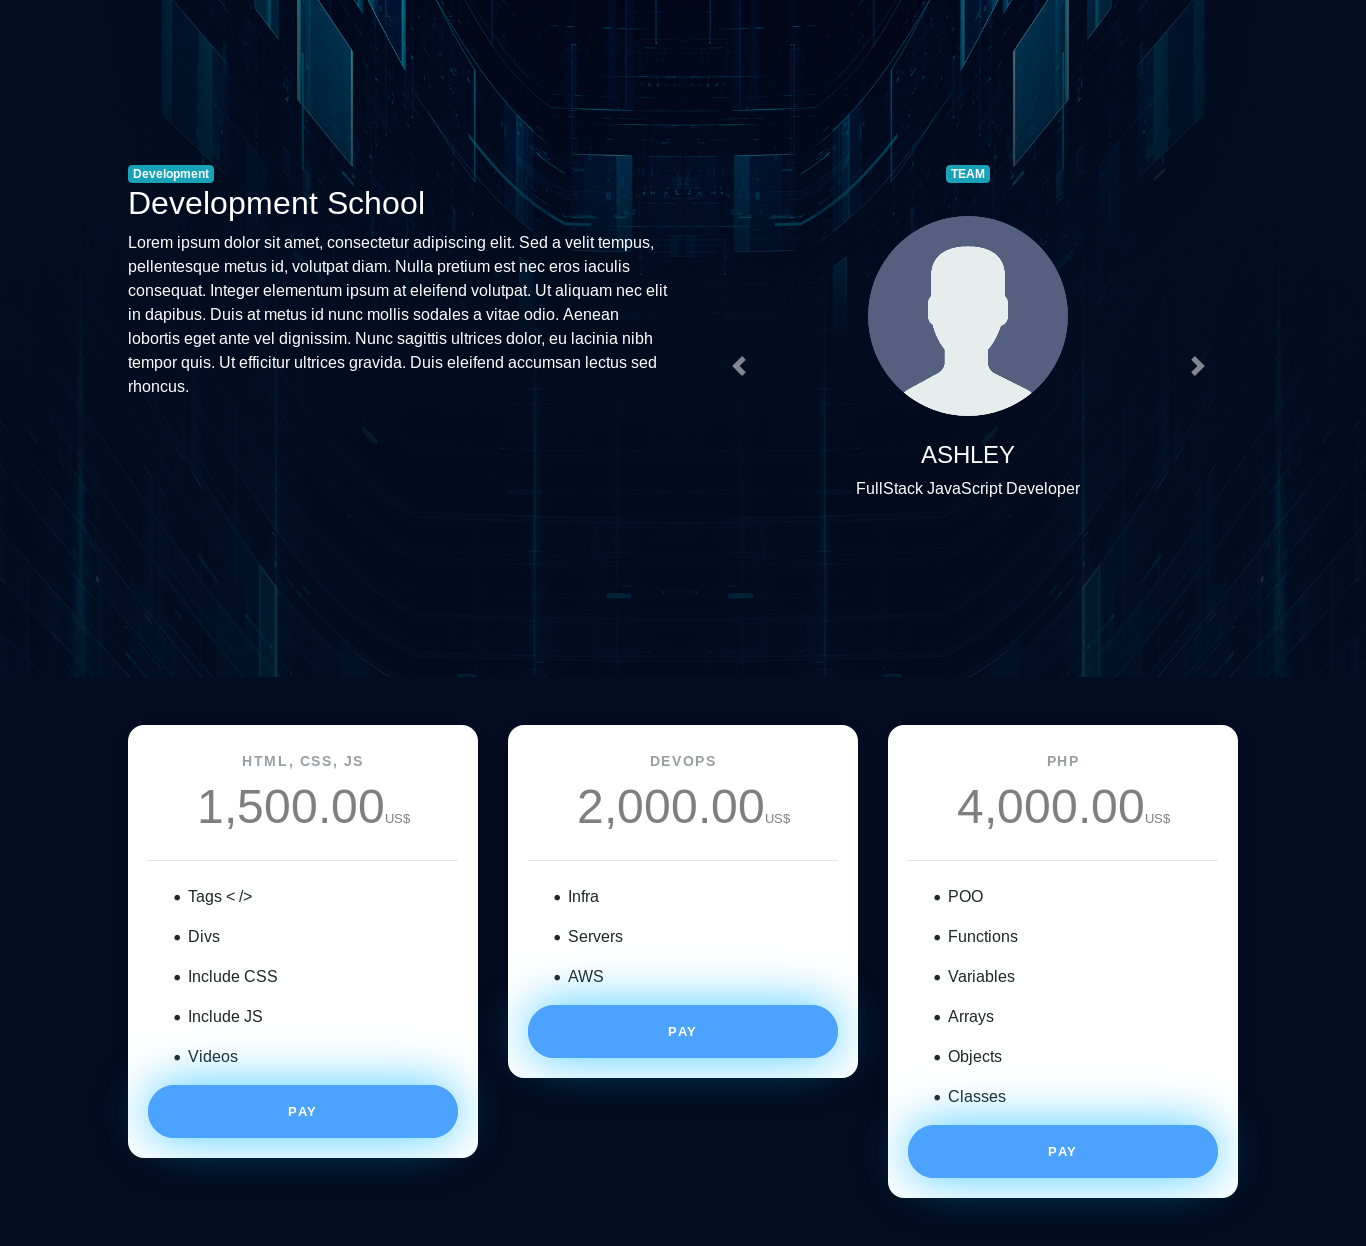 Development
Development School
Lorem ipsum dolor sit amet, consectetur adipiscing elit. Sed a velit tempus,
pellentesque metus id, volutpat diam. Nulla pretium est nec eros iaculis
consequat. Integer elementum ipsum at eleifend volutpat. Ut aliquam nec elit
in dapibus. Duis at metus id nunc mollis sodales a vitae odio. Aenean
lobortis eget ante vel dignissim. Nunc sagittis ultrices dolor, eu lacinia nibh
tempor quis. Ut efficitur ultrices gravida. Duis eleifend accumsan lectus sed
rhoncus.
TEAM
ASHLEY
FullStack JavaScript Developer
HTML, CSS, JS
1,500.00US$
Tags < />
Divs
Include CSS
Include JS
Videos
PAY
DEVOPS
2,000.00US$
Infra
Servers
AWS
PAY
PHP
4,000.00US$
POO
Functions
Variables
Arrays
Objects
Classes
PAY